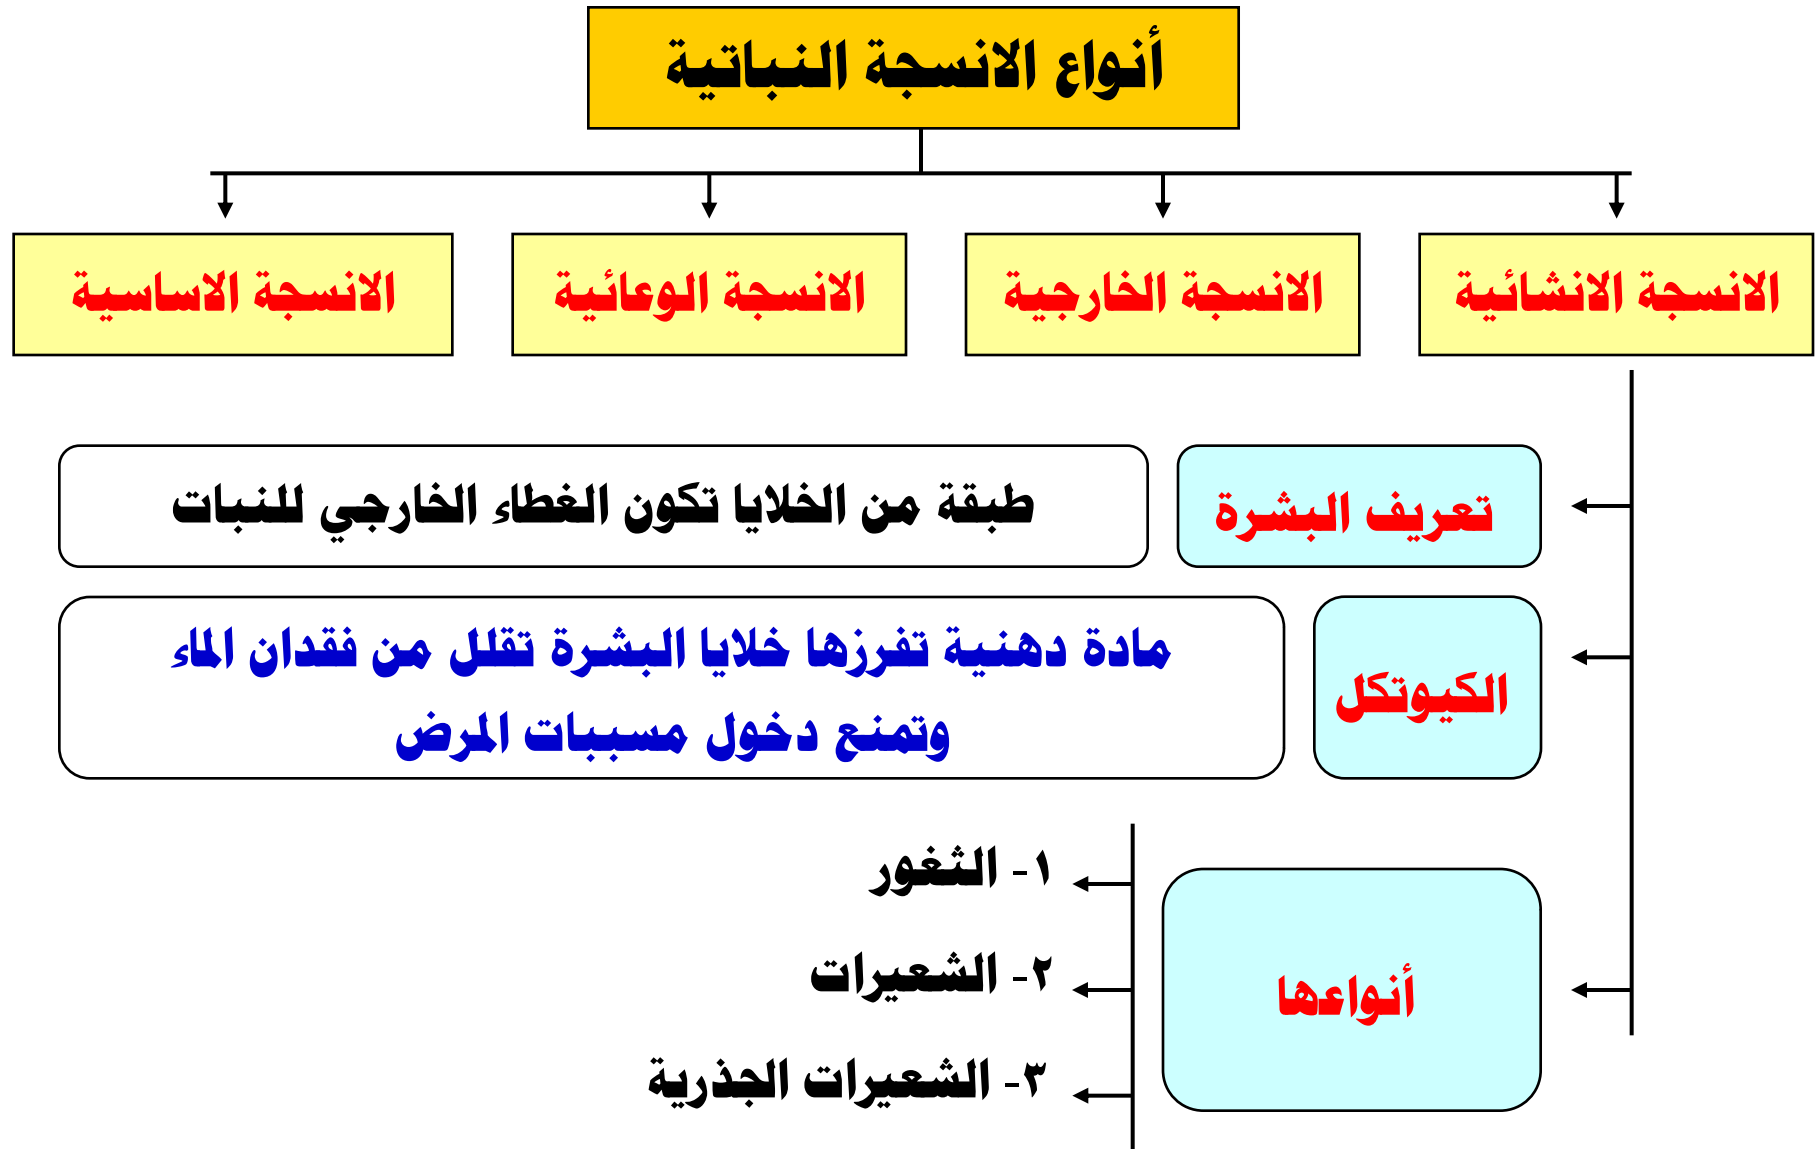 أنواع الانسجة النباتية
الانسجة الانشائية
الانسجة الخارجية
الانسجة الوعائية
الانسجة الاساسية
تعريف البشرة
طبقة من الخلايا تكون الغطاء الخارجي للنبات
الكيوتكل
مادة دهنية تفرزها خلايا البشرة تقلل من فقدان الماء
وتمنع دخول مسببات المرض
أنواعها
١- الثغور
٢- الشعيرات
٣- الشعيرات الجذرية